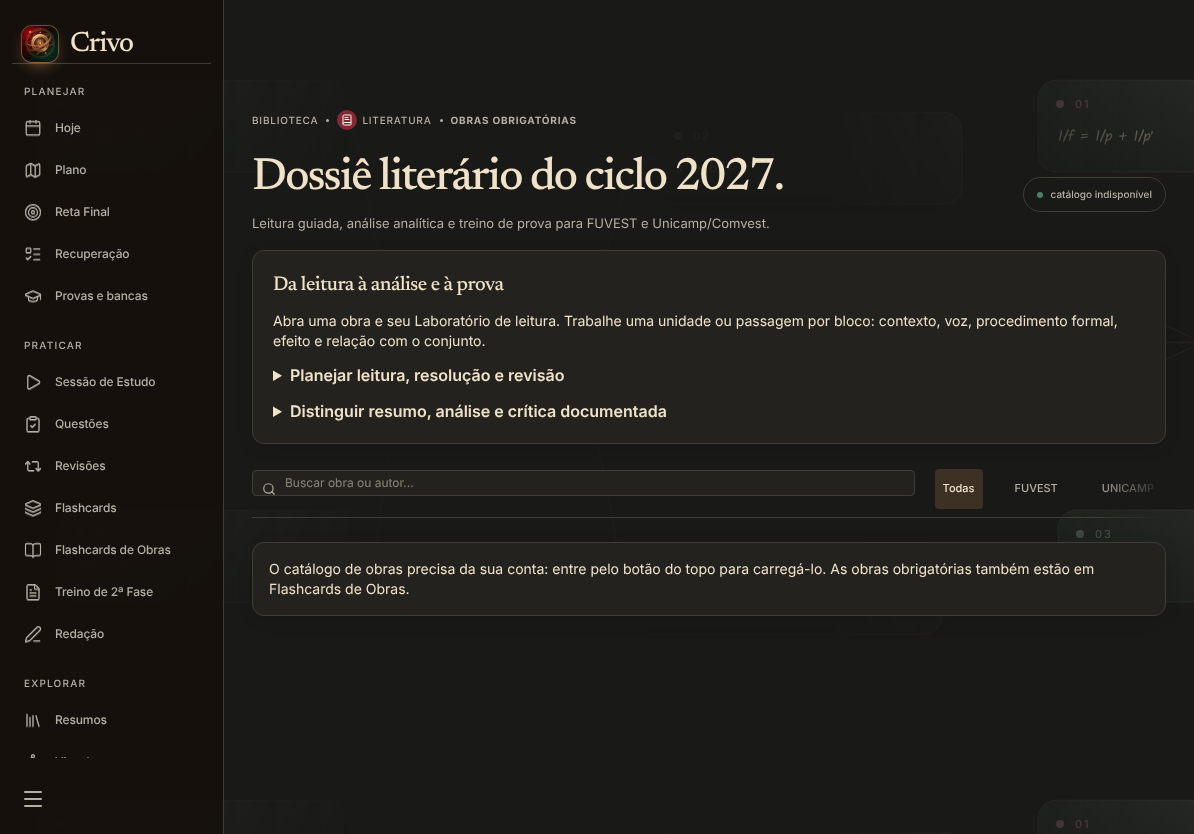 Crivo
PLANEJAR
Hoje
Plano
Reta Final
Recuperação
Provas e bancas
PRATICAR
Sessão de Estudo
Questões
Revisões
Flashcards
Flashcards de Obras
Treino de 2ª Fase
Redação
EXPLORAR
Resumos
BIBLIOTECA • LITERATURA • OBRAS OBRIGATÓRIAS
Dossiê literário do ciclo 2027.
Leitura guiada, análise analítica e treino de prova para FUVEST e Unicamp/Comvest.
01
1/f = 1/p + 1/p'
catálogo indisponível
Da leitura à análise e à prova
Abra uma obra e seu Laboratório de leitura. Trabalhe uma unidade ou passagem por bloco: contexto, voz, procedimento formal,
efeito e relação com o conjunto.
Planejar leitura, resolução e revisão
Distinguir resumo, análise e crítica documentada
Buscar obra ou autor...
Todas FUVEST UNICAMP
03
O catálogo de obras precisa da sua conta: entre pelo botão do topo para carregá-lo. As obras obrigatórias também estão em
Flashcards de Obras.
01